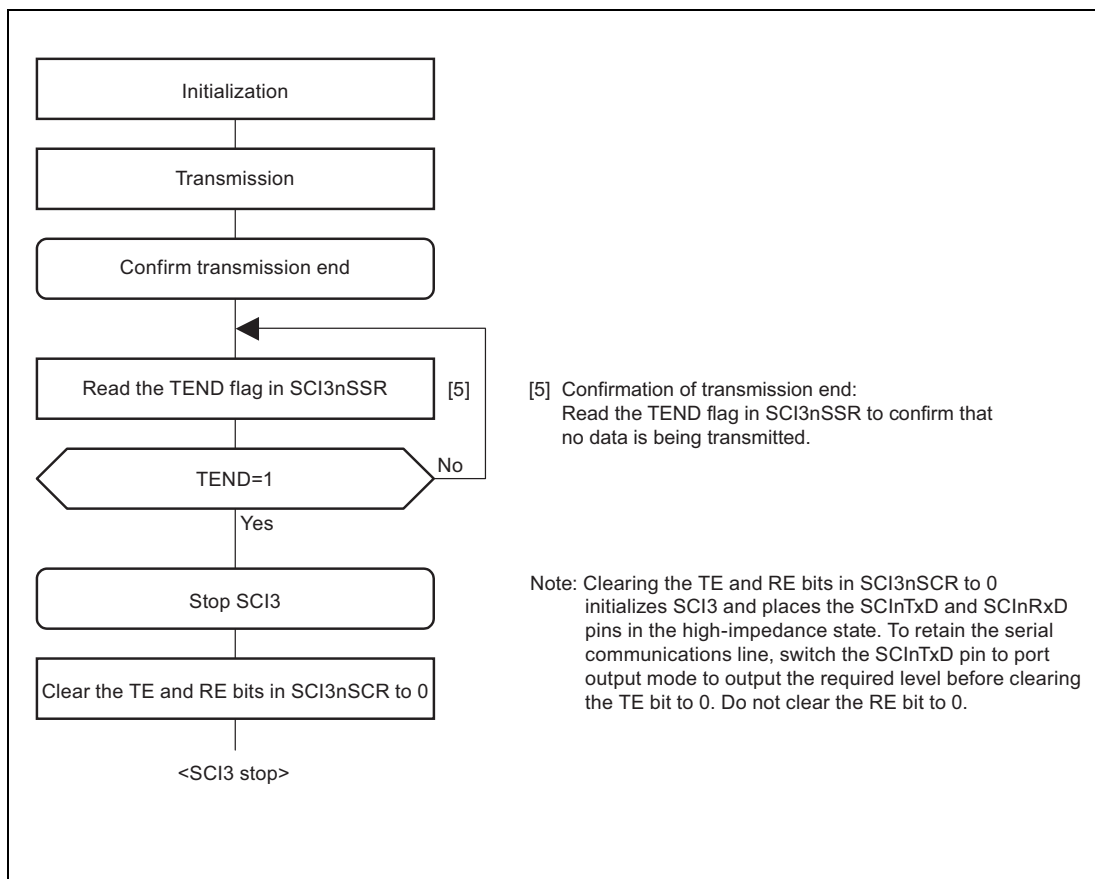 Initialization
Transmission
Confirm transmission end
Read the TEND flag in SCI3nSSR
[5]
[5] Confirmation of transmission end:
Read the TEND flag in SCI3nSSR to confirm that
no data is being transmitted.
TEND=1
No
Yes
Stop SCI3
Clear the TE and RE bits in SCI3nSCR to 0
<SCI3 stop>
Note: Clearing the TE and RE bits in SCI3nSCR to 0
initializes SCI3 and places the SCInTxD and SCInRxD
pins in the high-impedance state. To retain the serial
communications line, switch the SCInTxD pin to port
output mode to output the required level before clearing
the TE bit to 0. Do not clear the RE bit to 0.